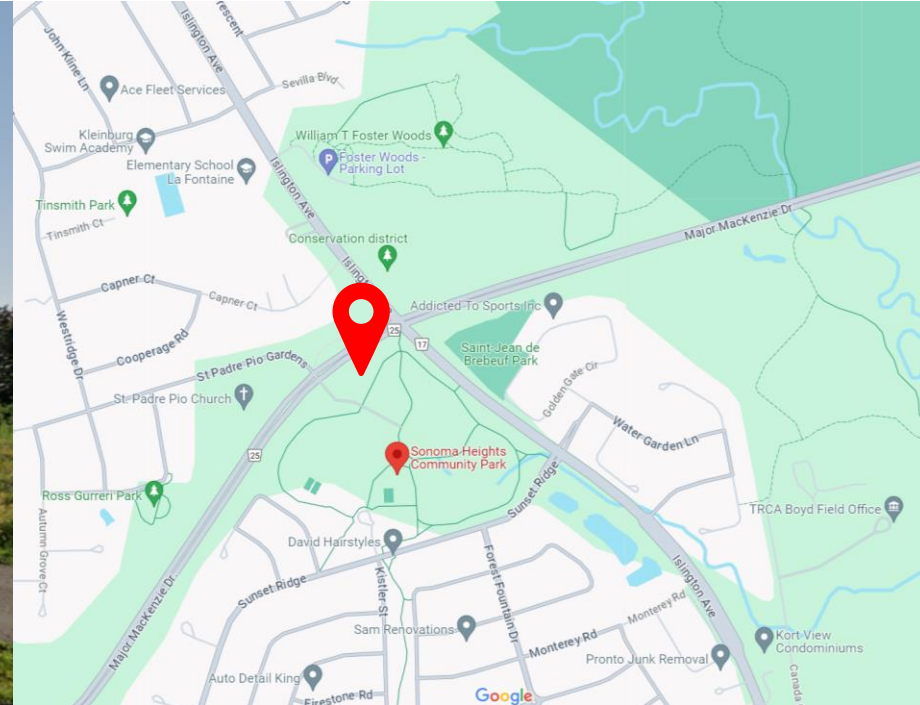 Islington Ave
rescent
John Kline Ln
Ace Fleet Services
Sevilla Blvd
Kleinburg
Swim Academy
William T Foster Woods
Elementary School
La Fontaine
P
Foster Woods -
Parking Lot
Islington Ave
Tinsmith Park
Tinsmith Ct
Major MacKenzie Dr
Conservation district
Isling
Capner Ct
Capner Ct
Addicted To Sports Inc
25
17
Westridge Dr
Cooperage Rd
Saint-Jean de
Brebeuf Park
St Padre Pio Gardens
Golden Gate Cir
St. Padre Pio Church
Water Garden Ln
25
Sonoma Heights
Community Park
Ross Gurreri Park
Sunset Ridge
TRCA Boyd Field Office
Autumn Grove Ct
David Hairstyles
Sunset Ridge
Kistler St
Forest Fountain Dr
Islington Ave
Major MacKenzie Dr
Sam Renovations
Monterey Rd
Monterey Rd
Kort View
Condominiums
Pronto Junk Removal
Auto Detail King
Firestone Rd
Canada
Google